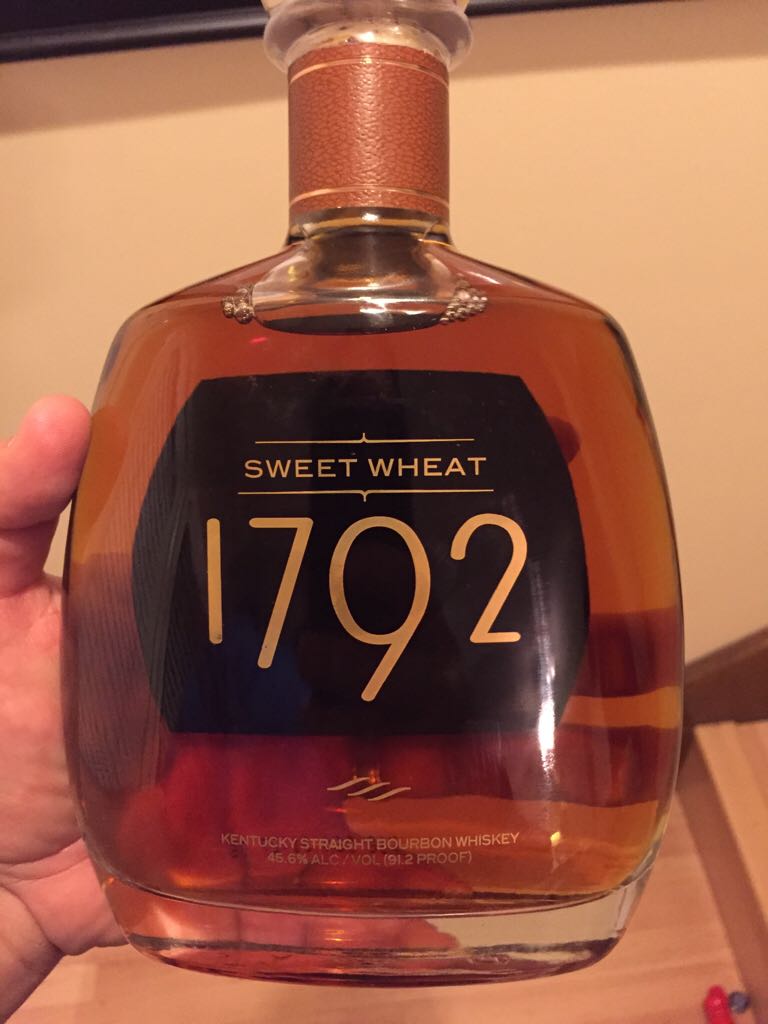 SWEET WHEAT
1792
KENTUCKY STRAIGHT BOURBON WHISKEY
45.6% ALC / VOL (91.2 PROOF)